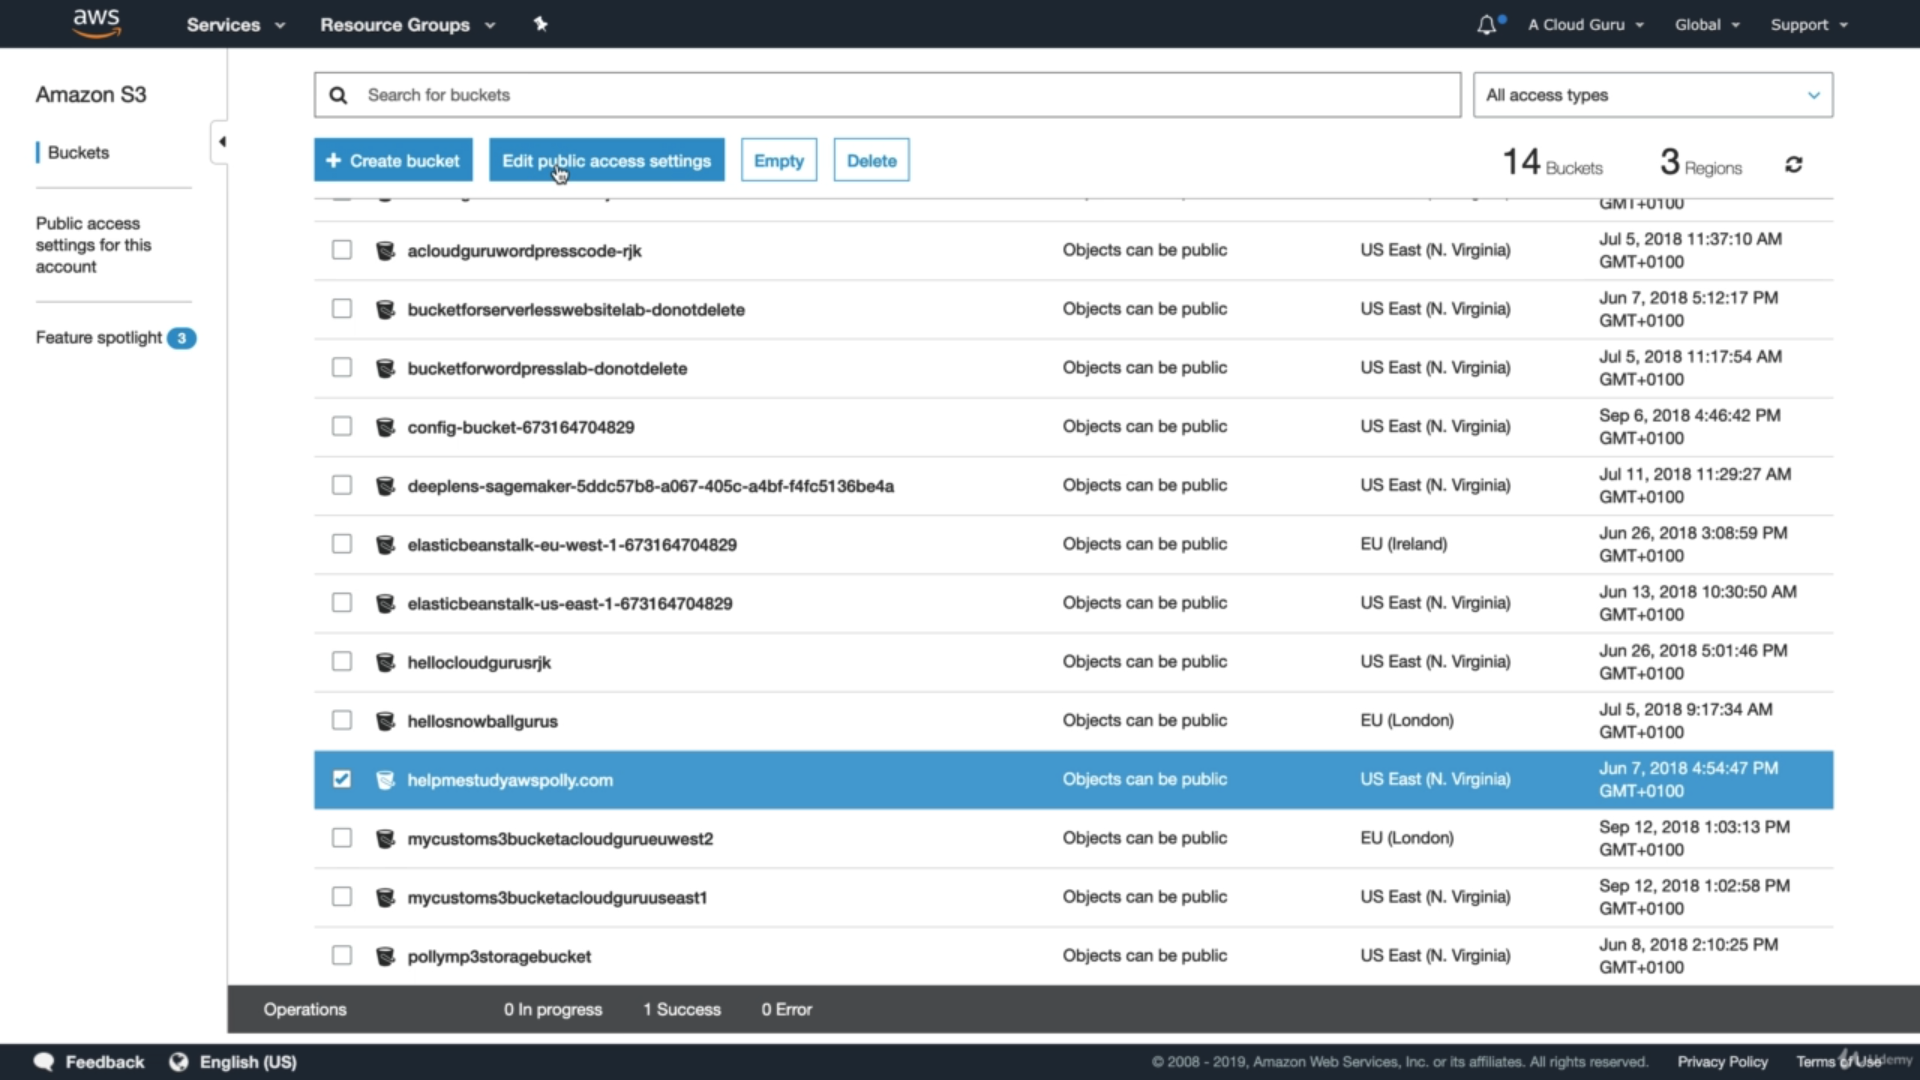 aws
Services
Resource Groups
A Cloud Guru
Global
Support
Amazon S3
Buckets
Public access
settings for this
account
Feature spotlight 3
Search for buckets
All access types
Create bucket
Edit public access settings
Empty
Delete
14 Buckets
3 Regions
GMT+0100
acloudguruwordpresscode-rjk Objects can be public US East (N. Virginia) Jul 5, 2018 11:37:10 AM
GMT+0100
bucketforserverlesswebsitelab-donotdelete Objects can be public US East (N. Virginia) Jun 7, 2018 5:12:17 PM
GMT+0100
bucketforwordpresslab-donotdelete Objects can be public US East (N. Virginia) Jul 5, 2018 11:17:54 AM
GMT+0100
config-bucket-673164704829 Objects can be public US East (N. Virginia) Sep 6, 2018 4:46:42 PM
GMT+0100
deeplens-sagemaker-5ddc57b8-a067-405c-a4bf-f4fc5136be4a Objects can be public US East (N. Virginia) Jul 11, 2018 11:29:27 AM
GMT+0100
elasticbeanstalk-eu-west-1-673164704829 Objects can be public EU (Ireland) Jun 26, 2018 3:08:59 PM
GMT+0100
elasticbeanstalk-us-east-1-673164704829 Objects can be public US East (N. Virginia) Jun 13, 2018 10:30:50 AM
GMT+0100
hellocloudgurusrjk Objects can be public US East (N. Virginia) Jun 26, 2018 5:01:46 PM
GMT+0100
hellosnowballgurus Objects can be public EU (London) Jul 5, 2018 9:17:34 AM
GMT+0100
helpmestudyawspolly.com Objects can be public US East (N. Virginia) Jun 7, 2018 4:54:47 PM
GMT+0100
mycustoms3bucketacloudgurueuwest2 Objects can be public EU (London) Sep 12, 2018 1:03:13 PM
GMT+0100
mycustoms3bucketacloudguruuseast1 Objects can be public US East (N. Virginia) Sep 12, 2018 1:02:58 PM
GMT+0100
pollymp3storagebucket Objects can be public US East (N. Virginia) Jun 8, 2018 2:10:25 PM
GMT+0100
Operations 0 In progress 1 Success 0 Error
Feedback English (US) © 2008 - 2019, Amazon Web Services, Inc. or its affiliates. All rights reserved. Privacy Policy Terms of Use